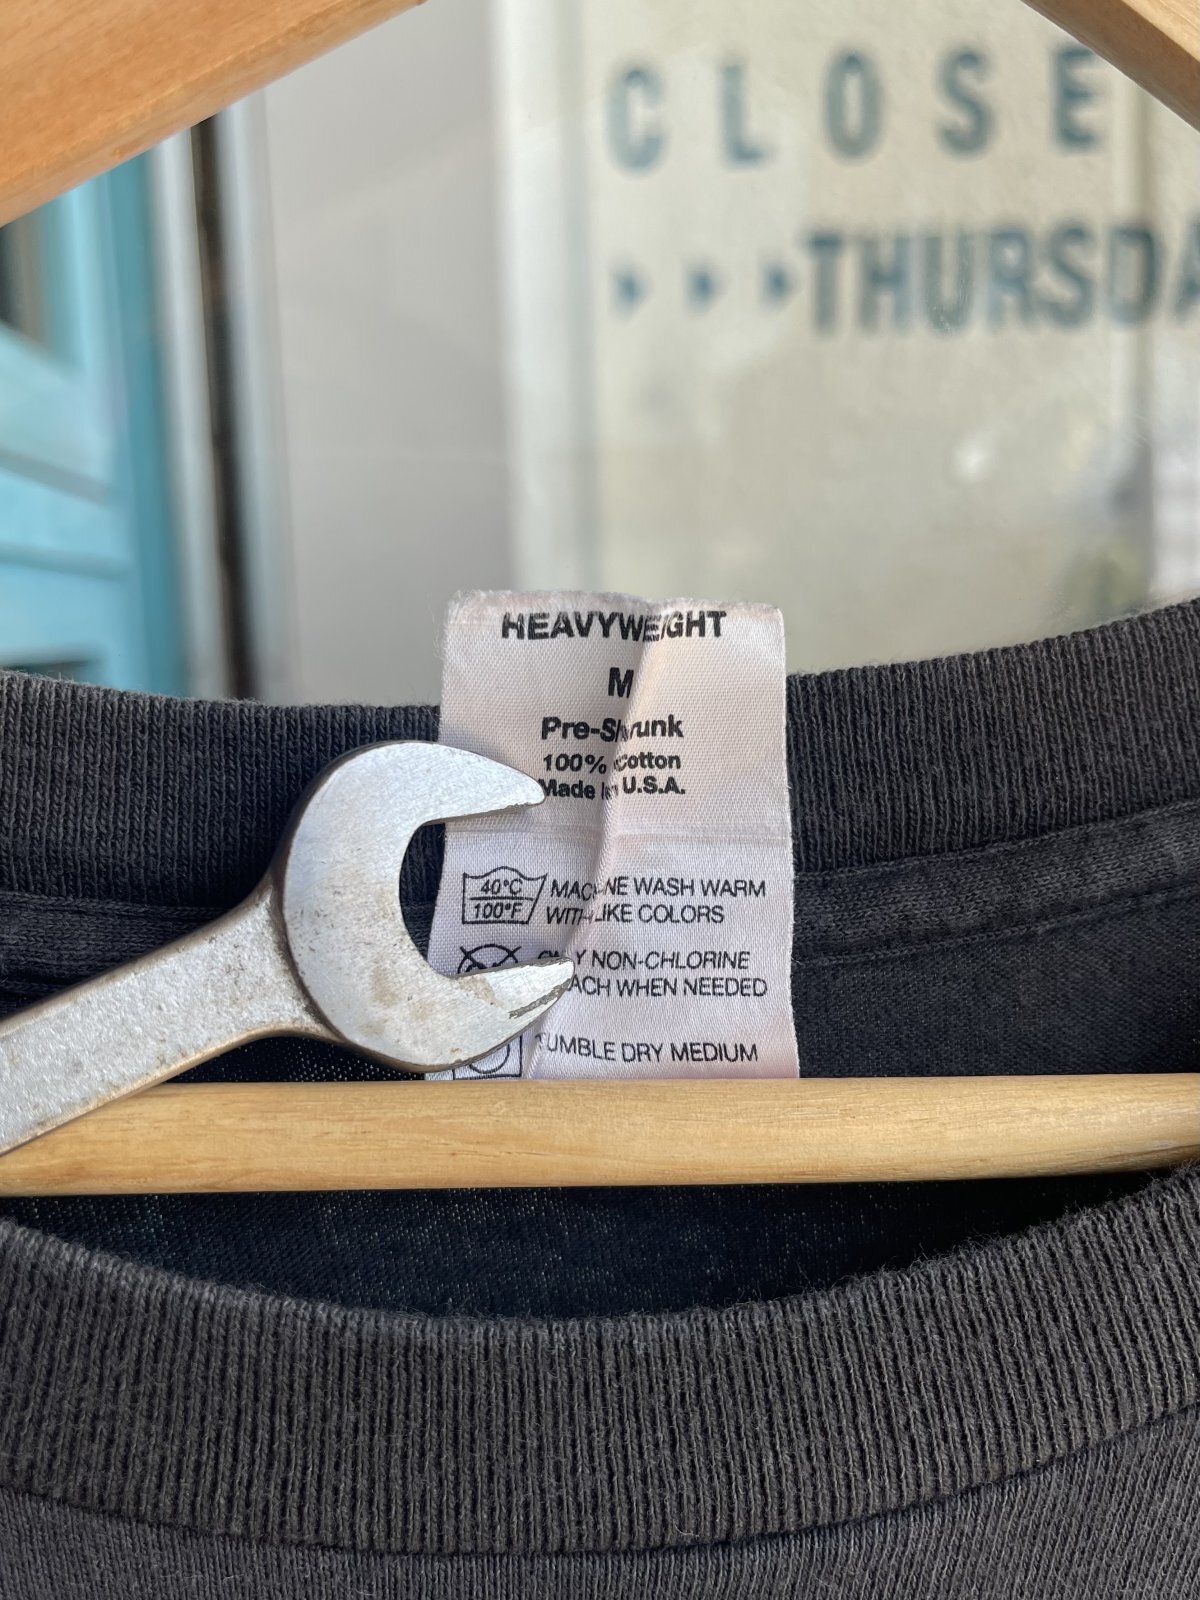 CLOSE
THURSDA
HEAVYWEIGHT
M
Pre-Shrunk
100% Cotton
Made in U.S.A.
40°C
100°F
MACHINE WASH WARM
WITH LIKE COLORS
ONLY NON-CHLORINE
BLEACH WHEN NEEDED
TUMBLE DRY MEDIUM